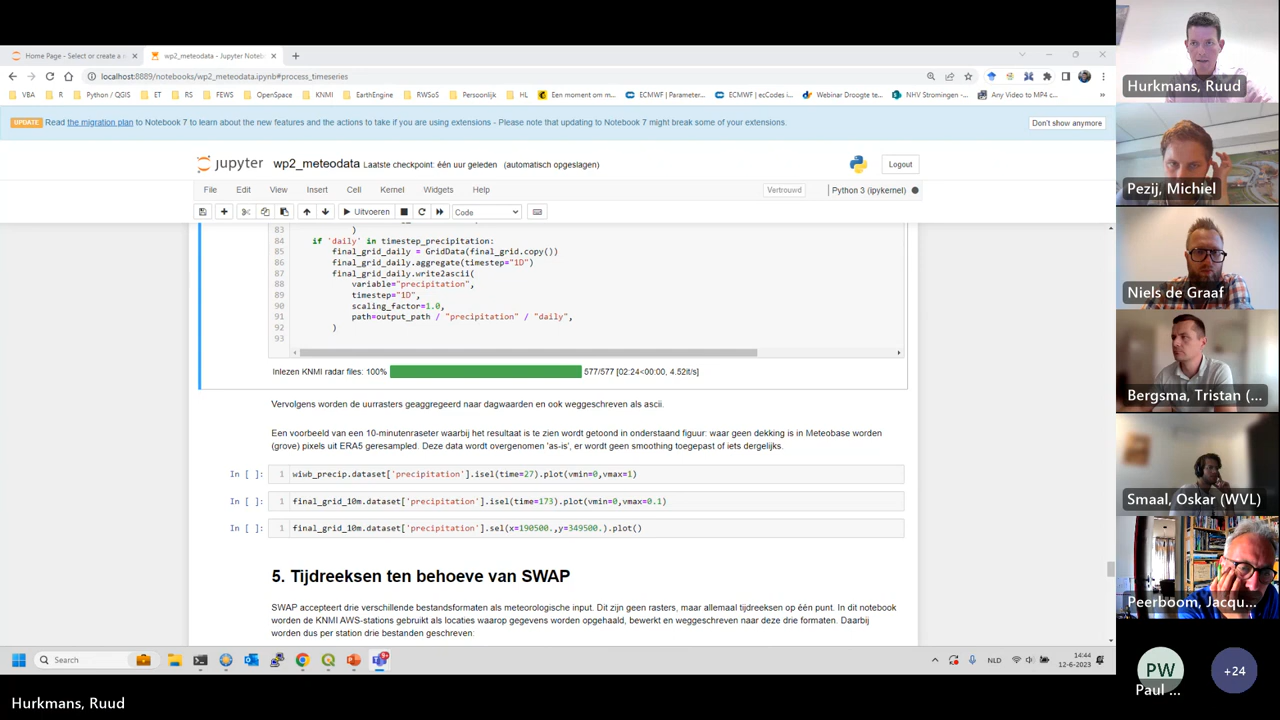 Home Page - Select or create a n
wp2_meteodata - Jupyter Noteb
localhost:8889/notebooks/wp2_meteodata.ipynb#process_timeseries
VBA
R
Python / QGIS
ET
RS
FEWS
OpenSpace
KNMI
EarthEngine
RWSoS
Persoonlijk
HL
Een moment om m...
ECMWF | Parameter...
ECMWF | ecCodes i...
Webinar Droogte te...
NHV Stromingen -...
Any Video to MP4 c...
UPDATE Read the migration plan to Notebook 7 to learn about the new features and the actions to take if you are using extensions - Please note that updating to Notebook 7 might break some of your extensions.
Don't show anymore
jupyter wp2_meteodata Laatste checkpoint: één uur geleden (automatisch opgeslagen)
Logout
File Edit View Insert Cell Kernel Widgets Help
Vertrouwd
Python 3 (ipykernel)
Uitvoeren
Code
83 )
84 if 'daily' in timestep_precipitation:
85 final_grid_daily = GridData(final_grid.copy())
86 final_grid_daily.aggregate(timestep="1D")
87 final_grid_daily.write2ascii(
88 variable="precipitation",
89 timestep="1D",
90 scaling_factor=1.0,
91 path=output_path / "precipitation" / "daily",
92 )
93
Inlezen KNMI radar files: 100% 577/577 [02:24<00:00, 4.52it/s]
Vervolgens worden de uurrasters geaggregeerd naar dagwaarden en ook weggeschreven als ascii.
Een voorbeeld van een 10-minutenraster waarbij het resultaat is te zien wordt getoond in onderstaand figuur: waar geen dekking is in Meteobase worden
(grove) pixels uit ERA5 geresampled. Deze data wordt overgenomen 'as-is', er wordt geen smoothing toegepast of iets dergelijks.
In [ ]: 1 wiwb_precip.dataset['precipitation'].isel(time=27).plot(vmin=0,vmax=1)
In [ ]: 1 final_grid_10m.dataset['precipitation'].isel(time=173).plot(vmin=0,vmax=0.1)
In [ ]: 1 final_grid_10m.dataset['precipitation'].sel(x=190500.,y=349500.).plot()
5. Tijdreeksen ten behoeve van SWAP
SWAP accepteert drie verschillende bestandsformaten als meteorologische input. Dit zijn geen rasters, maar allemaal tijdreeksen op één punt. In dit notebook
worden de KNMI AWS-stations gebruikt als locaties waarop gegevens worden opgehaald, bewerkt en weggeschreven naar deze drie formaten. Daarbij
worden dus per station drie bestanden geschreven:
Search
NLD
14:44
12-6-2023
Hurkmans, Ruud
Hurkmans, Ruud
Pezij, Michiel
Niels de Graaf
Bergsma, Tristan (...
Smaal, Oskar (WVL)
Peerboom, Jacqu...
PW
Paul ...
+24